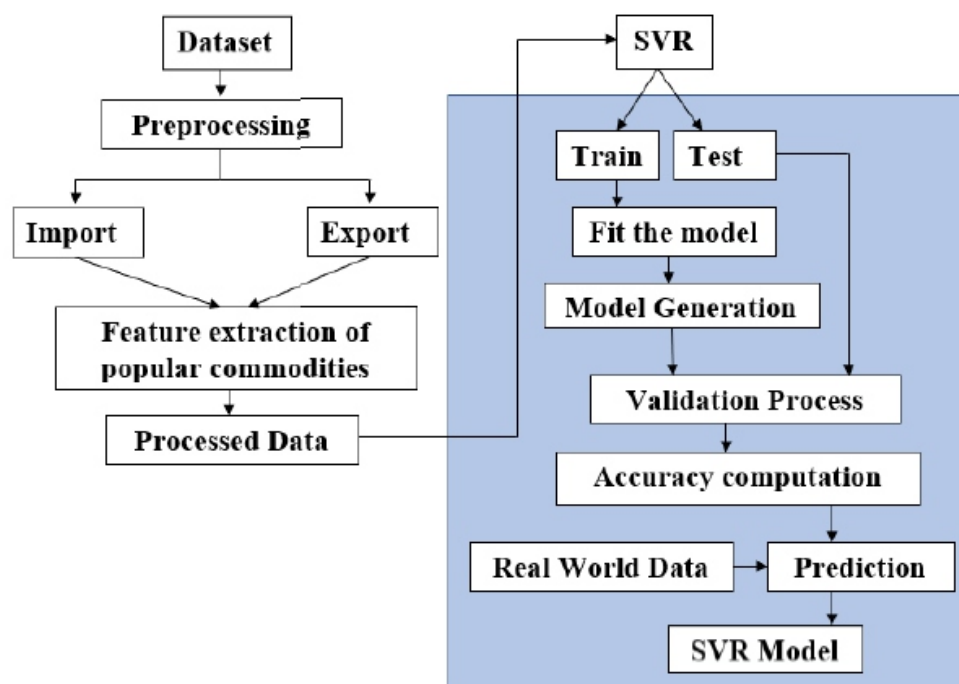 Dataset
Preprocessing
Import
Export
Feature extraction of
popular commodities
Processed Data
SVR
Train
Test
Fit the model
Model Generation
Validation Process
Accuracy computation
Real World Data
Prediction
SVR Model